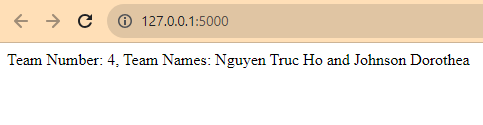 127.0.0.1:5000
Team Number: 4, Team Names: Nguyen Truc Ho and Johnson Dorothea